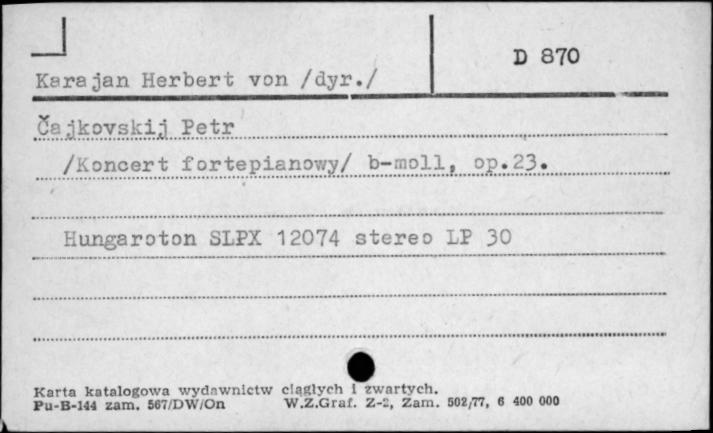 D 870
Karajan Herbert von /dyr./
Čajkovskij Petr
/Koncert fortepianowy/ b-moll, op.23.
Hungaroton SLPX 12074 stereo LP 30
Karta katalogowa wydawnictw ciągłych i zwartych.
Pu-B-144 zam. 567/DW/On W.Z.Graf. Z-2, Zam. 502/77, 6 400 000